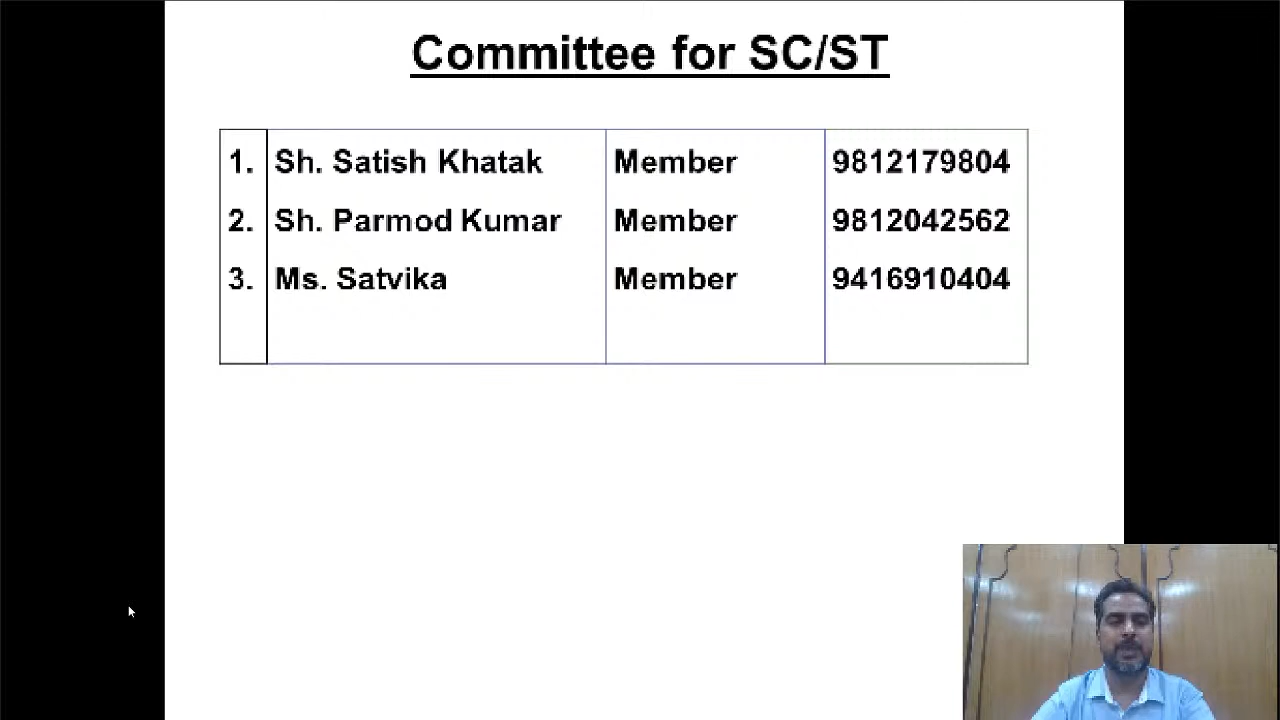 Committee for SC/ST
1. Sh. Satish Khatak Member 9812179804
2. Sh. Parmod Kumar Member 9812042562
3. Ms. Satvika Member 9416910404